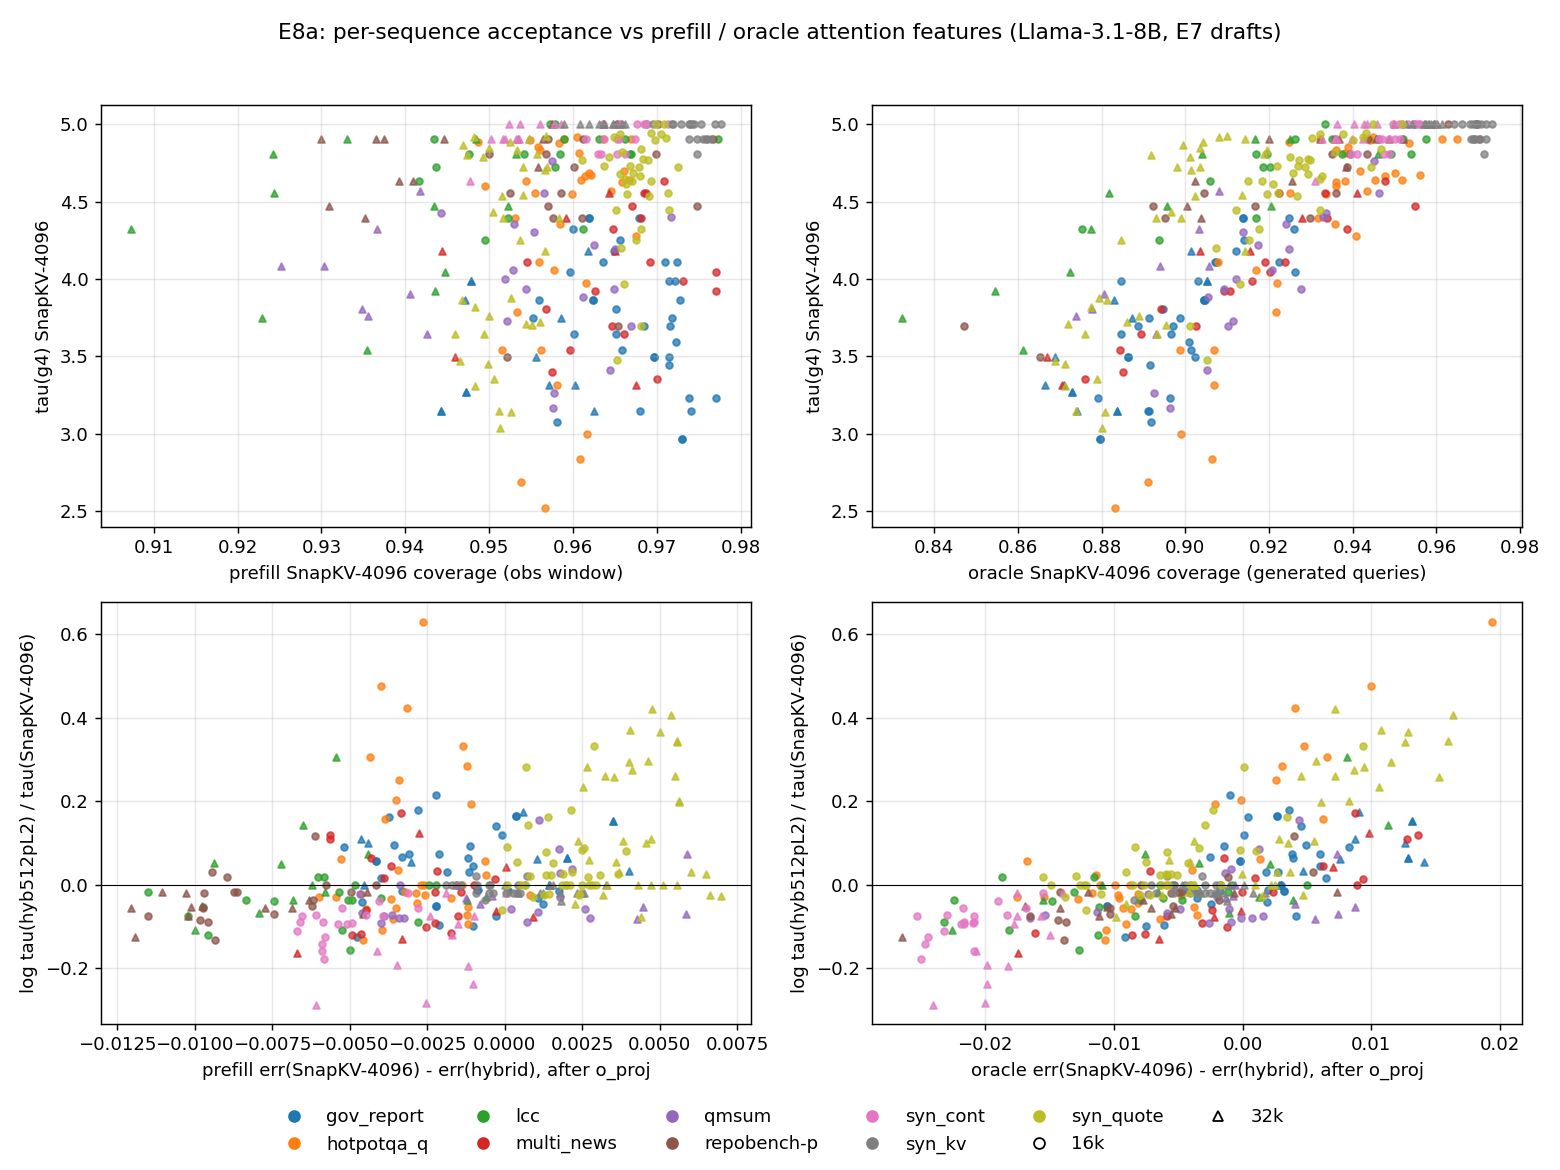 E8a: per-sequence acceptance vs prefill / oracle attention features (Llama-3.1-8B, E7 drafts)
tau(g4) SnapKV-4096
5.0
4.5
4.0
3.5
3.0
2.5
0.91 0.92 0.93 0.94 0.95 0.96 0.97 0.98
prefill SnapKV-4096 coverage (obs window)
tau(g4) SnapKV-4096
5.0
4.5
4.0
3.5
3.0
2.5
0.84 0.86 0.88 0.90 0.92 0.94 0.96 0.98
oracle SnapKV-4096 coverage (generated queries)
log tau(hyb512pL2) / tau(SnapKV-4096)
0.6
0.4
0.2
0.0
−0.2
−0.0125 −0.0100 −0.0075 −0.0050 −0.0025 0.0000 0.0025 0.0050 0.0075
prefill err(SnapKV-4096) - err(hybrid), after o_proj
log tau(hyb512pL2) / tau(SnapKV-4096)
0.6
0.4
0.2
0.0
−0.2
−0.02 −0.01 0.00 0.01 0.02
oracle err(SnapKV-4096) - err(hybrid), after o_proj
gov_report lcc qmsum syn_cont syn_quote 32k
hotpotqa_q multi_news repobench-p syn_kv 16k